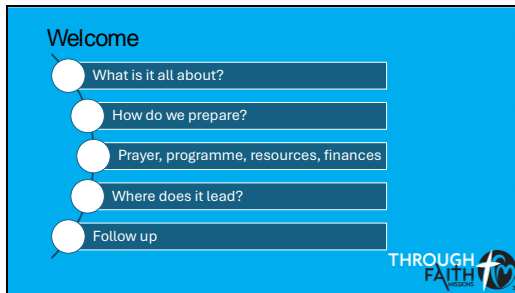 Welcome
What is it all about?
How do we prepare?
Prayer, programme, resources, finances
Where does it lead?
Follow up
THROUGH
FAITH
MISSIONS